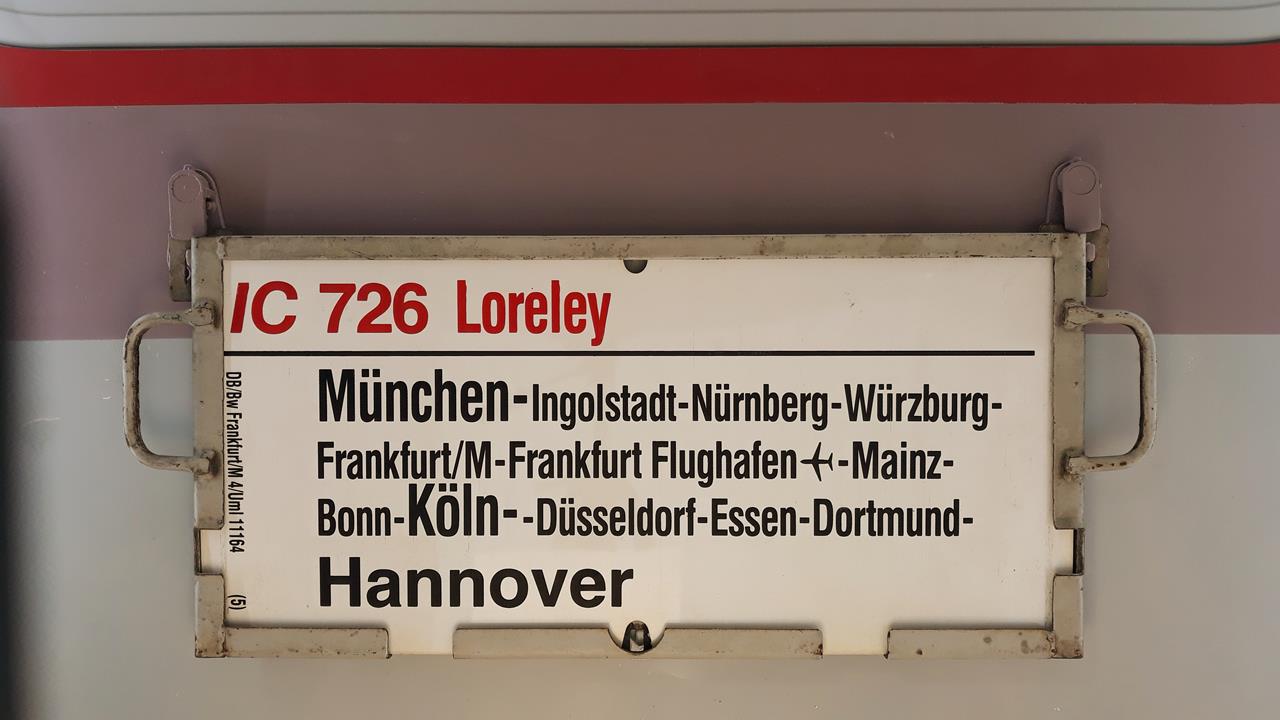 IC 726 Loreley
München-Ingolstadt-Nürnberg-Würzburg-
Frankfurt/M-Frankfurt Flughafen✈-Mainz-
Bonn-Köln--Düsseldorf-Essen-Dortmund-
Hannover
DB/Bw Frankfurt/M 4/Uml 11164 (5)